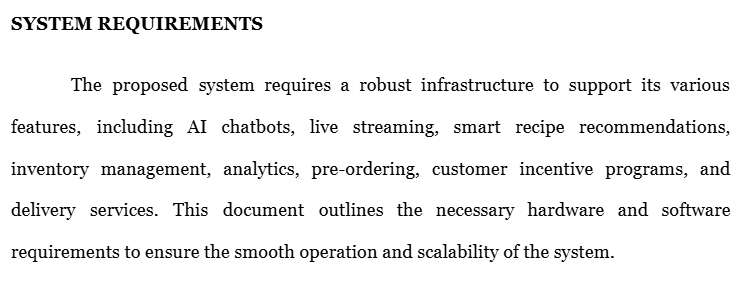 SYSTEM REQUIREMENTS
The proposed system requires a robust infrastructure to support its various
features, including AI chatbots, live streaming, smart recipe recommendations,
inventory management, analytics, pre-ordering, customer incentive programs, and
delivery services. This document outlines the necessary hardware and software
requirements to ensure the smooth operation and scalability of the system.